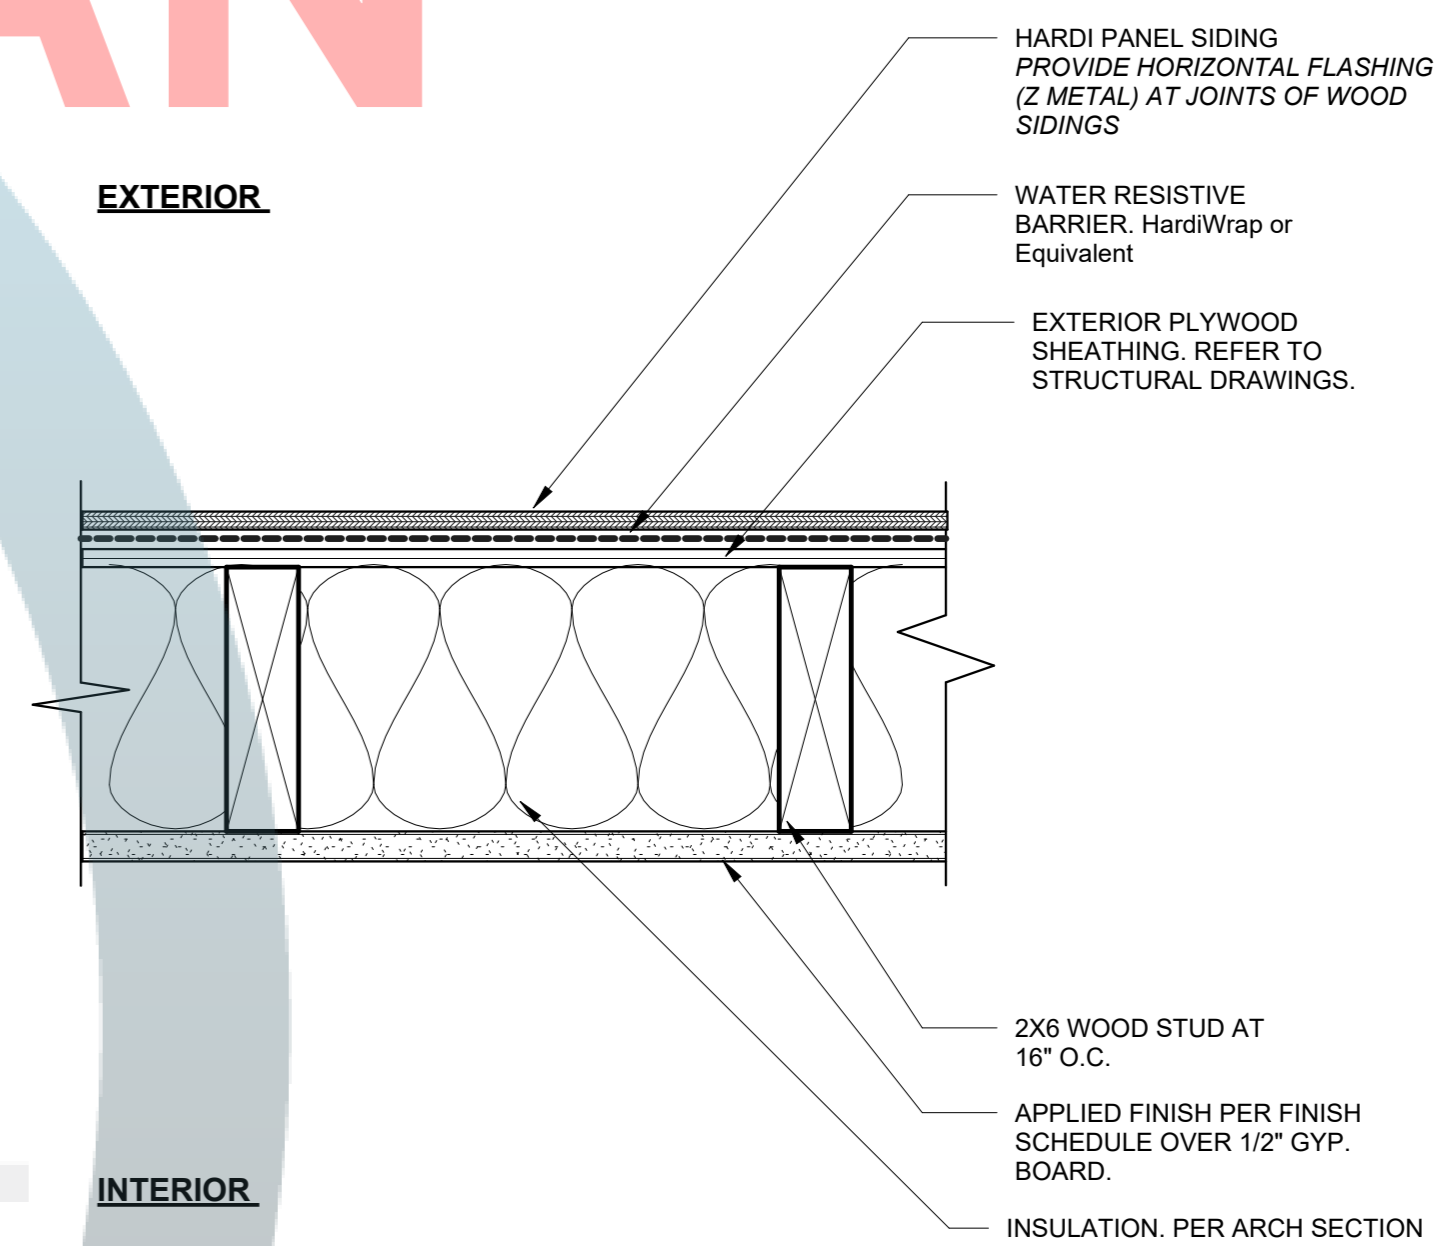 AN
HARDI PANEL SIDING
PROVIDE HORIZONTAL FLASHING
(Z METAL) AT JOINTS OF WOOD
SIDINGS
EXTERIOR
WATER RESISTIVE
BARRIER. HardiWrap or
Equivalent
EXTERIOR PLYWOOD
SHEATHING. REFER TO
STRUCTURAL DRAWINGS.
2X6 WOOD STUD AT
16" O.C.
APPLIED FINISH PER FINISH
SCHEDULE OVER 1/2" GYP.
BOARD.
INTERIOR
INSULATION. PER ARCH SECTION